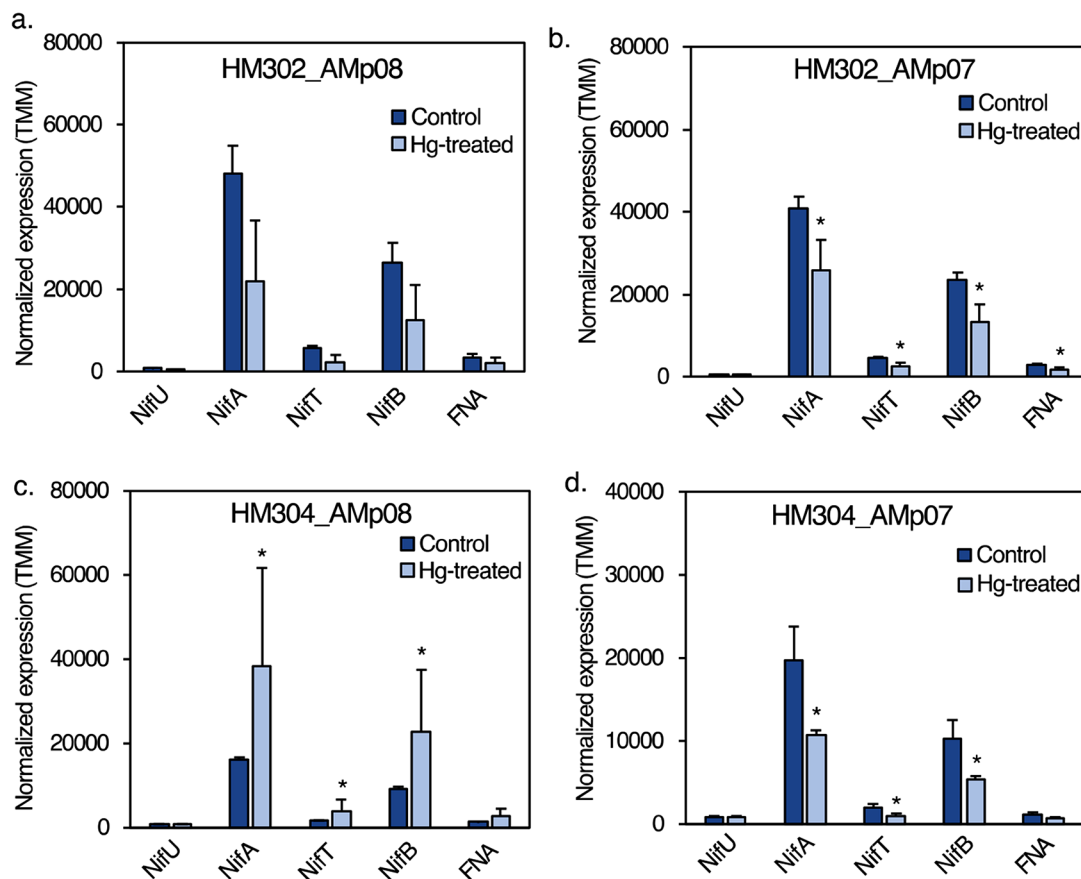 a.
HM302_AMp08
Normalized expression (TMM)
80000
60000
40000
20000
0
Control
Hg-treated
NifU
NifA
NifT
NifB
FNA
b.
HM302_AMp07
Normalized expression (TMM)
80000
60000
40000
20000
0
Control
Hg-treated
*
*
*
*
NifU
NifA
NifT
NifB
FNA
c.
HM304_AMp08
Normalized expression (TMM)
80000
60000
40000
20000
0
Control
Hg-treated
*
*
*
NifU
NifA
NifT
NifB
FNA
d.
HM304_AMp07
Normalized expression (TMM)
40000
30000
20000
10000
0
Control
Hg-treated
*
*
*
NifU
NifA
NifT
NifB
FNA